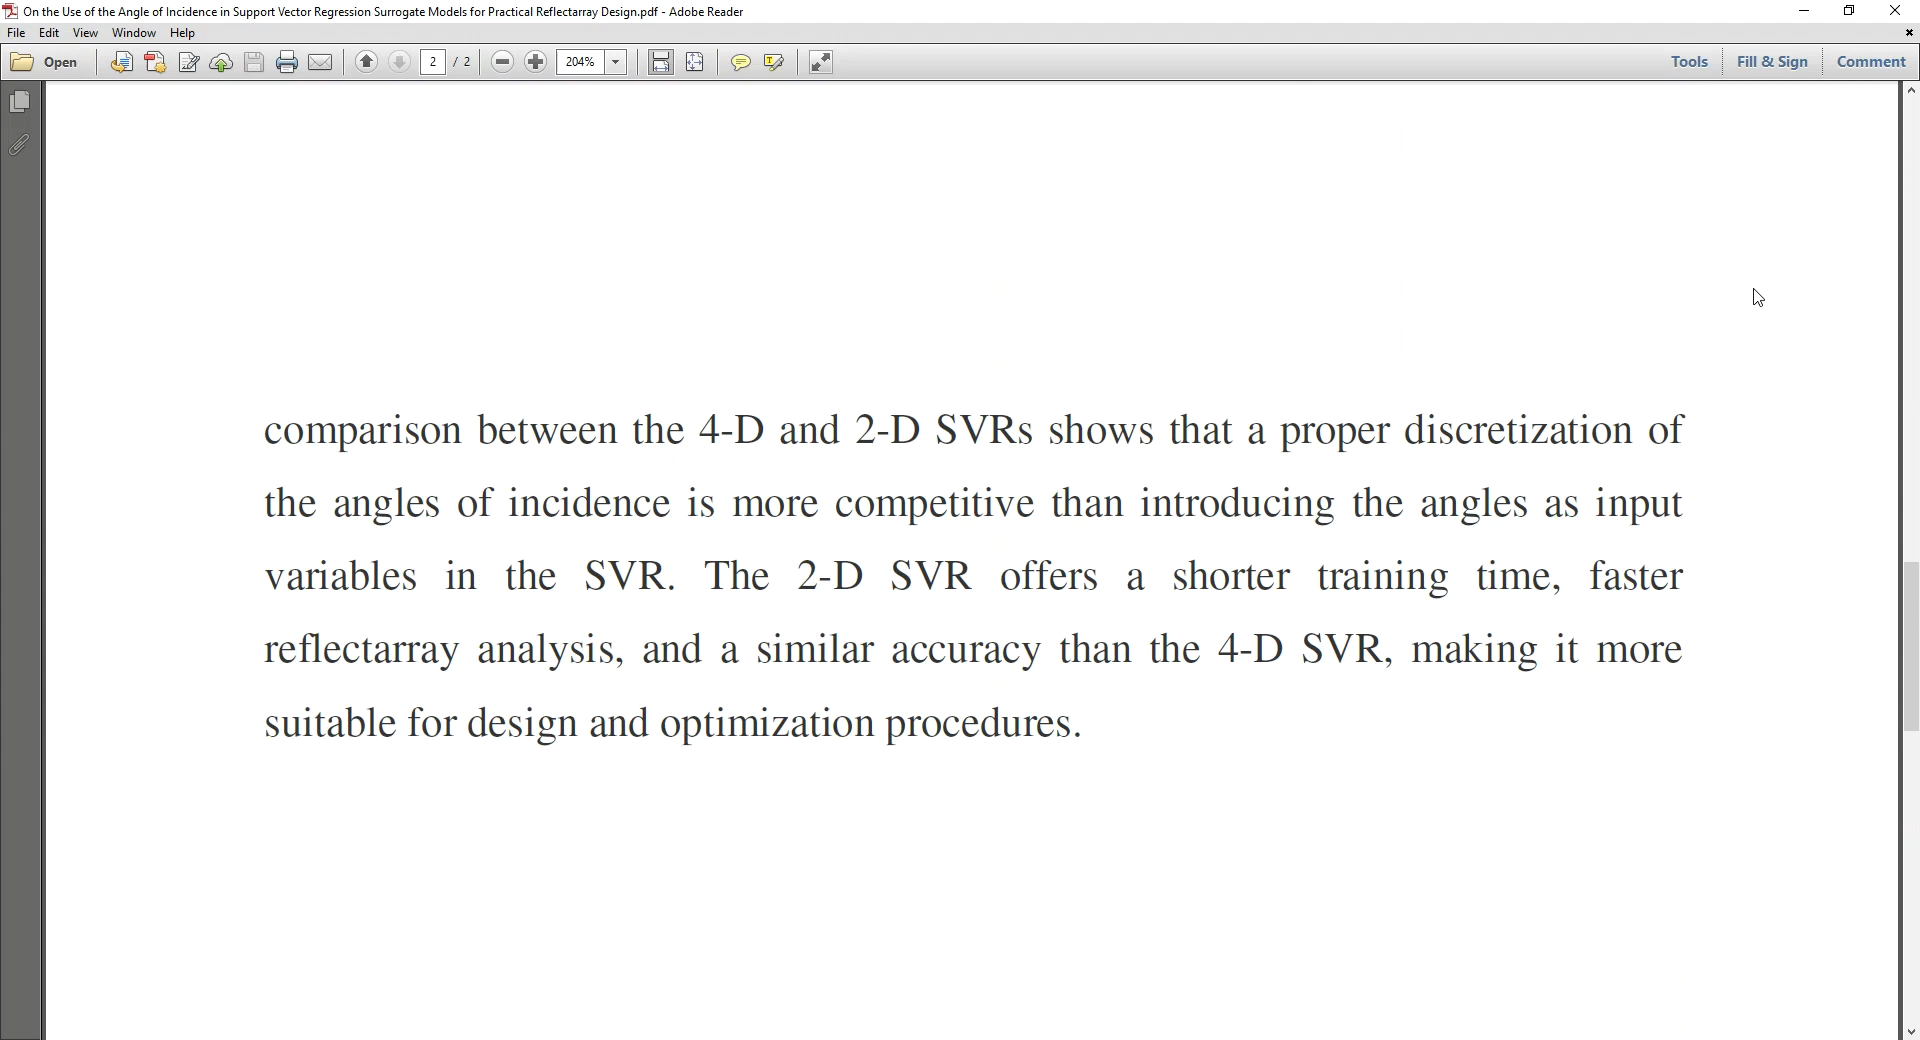 On the Use of the Angle of Incidence in Support Vector Regression Surrogate Models for Practical Reflectarray Design.pdf - Adobe Reader
File Edit View Window Help
Open 2 / 2 204% Tools Fill & Sign Comment
comparison between the 4-D and 2-D SVRs shows that a proper discretization of
the angles of incidence is more competitive than introducing the angles as input
variables in the SVR. The 2-D SVR offers a shorter training time, faster
reflectarray analysis, and a similar accuracy than the 4-D SVR, making it more
suitable for design and optimization procedures.